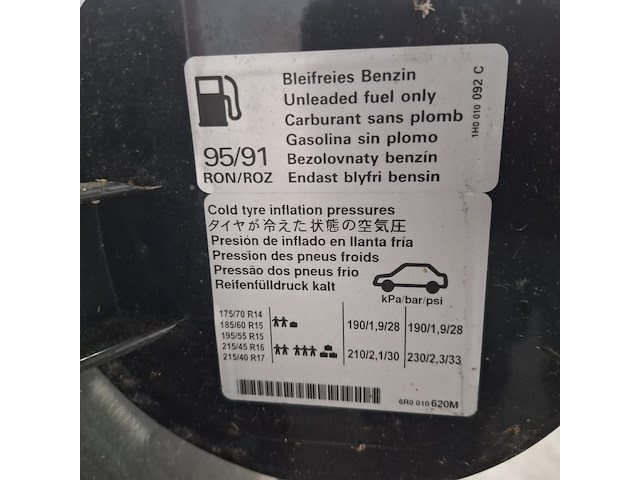 Bleifreies Benzin
Unleaded fuel only
Carburant sans plomb
Gasolina sin plomo
95/91 Bezolovnaty benzín
RON/ROZ Endast blyfri bensin
1H0 010 092 C
Cold tyre inflation pressures
タイヤが冷えた状態の空気圧
Presión de inflado en llanta fría
Pression des pneus froids
Pressão dos pneus frio
Reifenfülldruck kalt
kPa/bar/psi
175/70 R14
185/60 R15 190/1,9/28 190/1,9/28
195/55 R15
215/45 R16 210/2,1/30 230/2,3/33
215/40 R17
6R0 010 620M